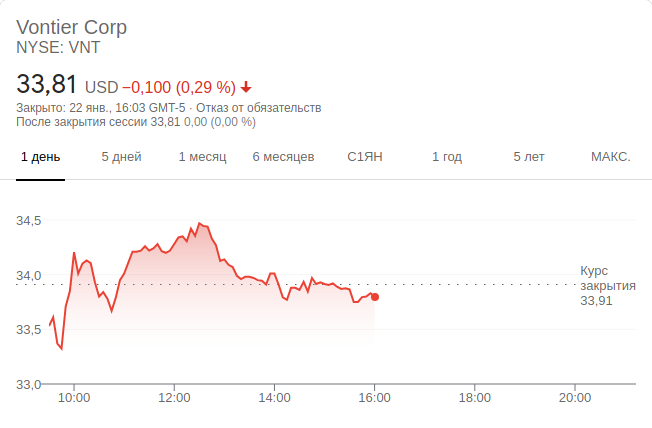 Vontier Corp
NYSE: VNT
33,81 USD −0,100 (0,29 %)
Закрыто: 22 янв., 16:03 GMT-5 · Отказ от обязательств
После закрытия сессии 33,81 0,00 (0,00 %)
1 день 5 дней 1 месяц 6 месяцев С1ЯН 1 год 5 лет МАКС.
34,5
34,0
33,5
33,0
Курс
закрытия
33,91
10:00 12:00 14:00 16:00 18:00 20:00